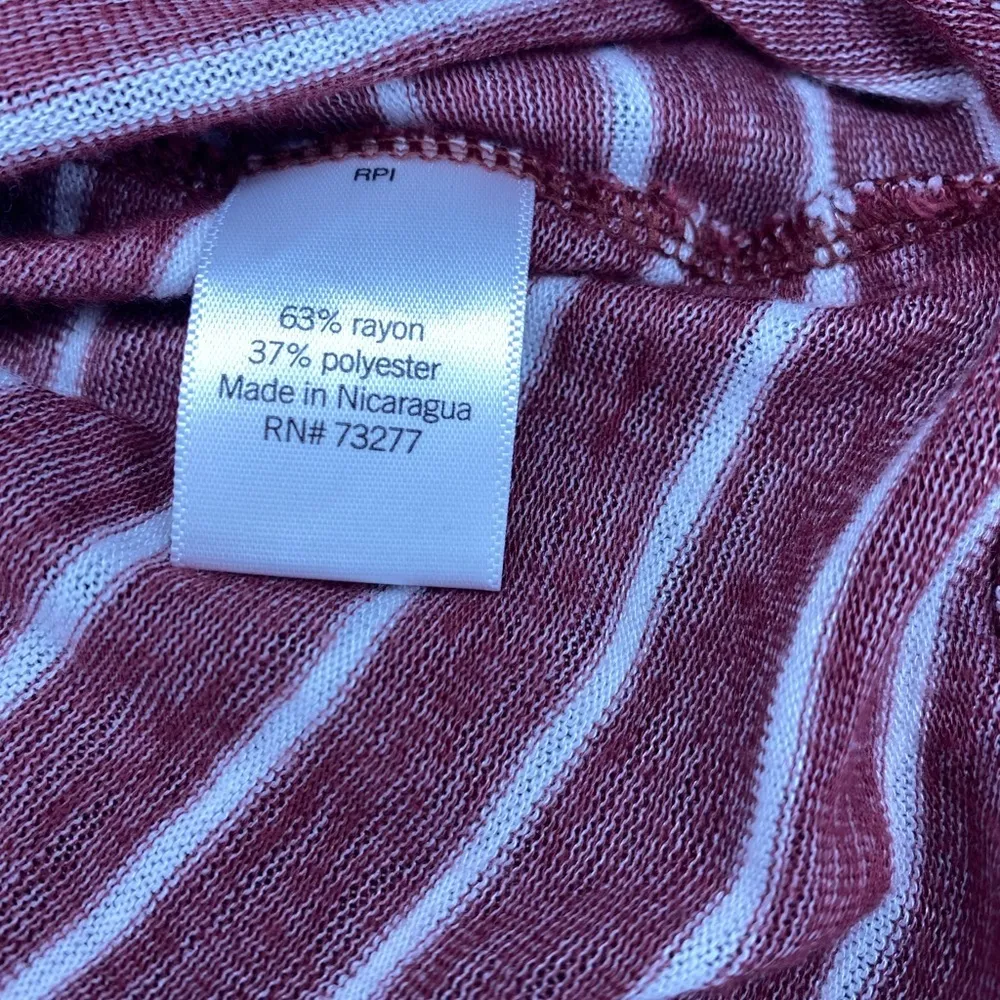 RPI
63% rayon
37% polyester
Made in Nicaragua
RN# 73277